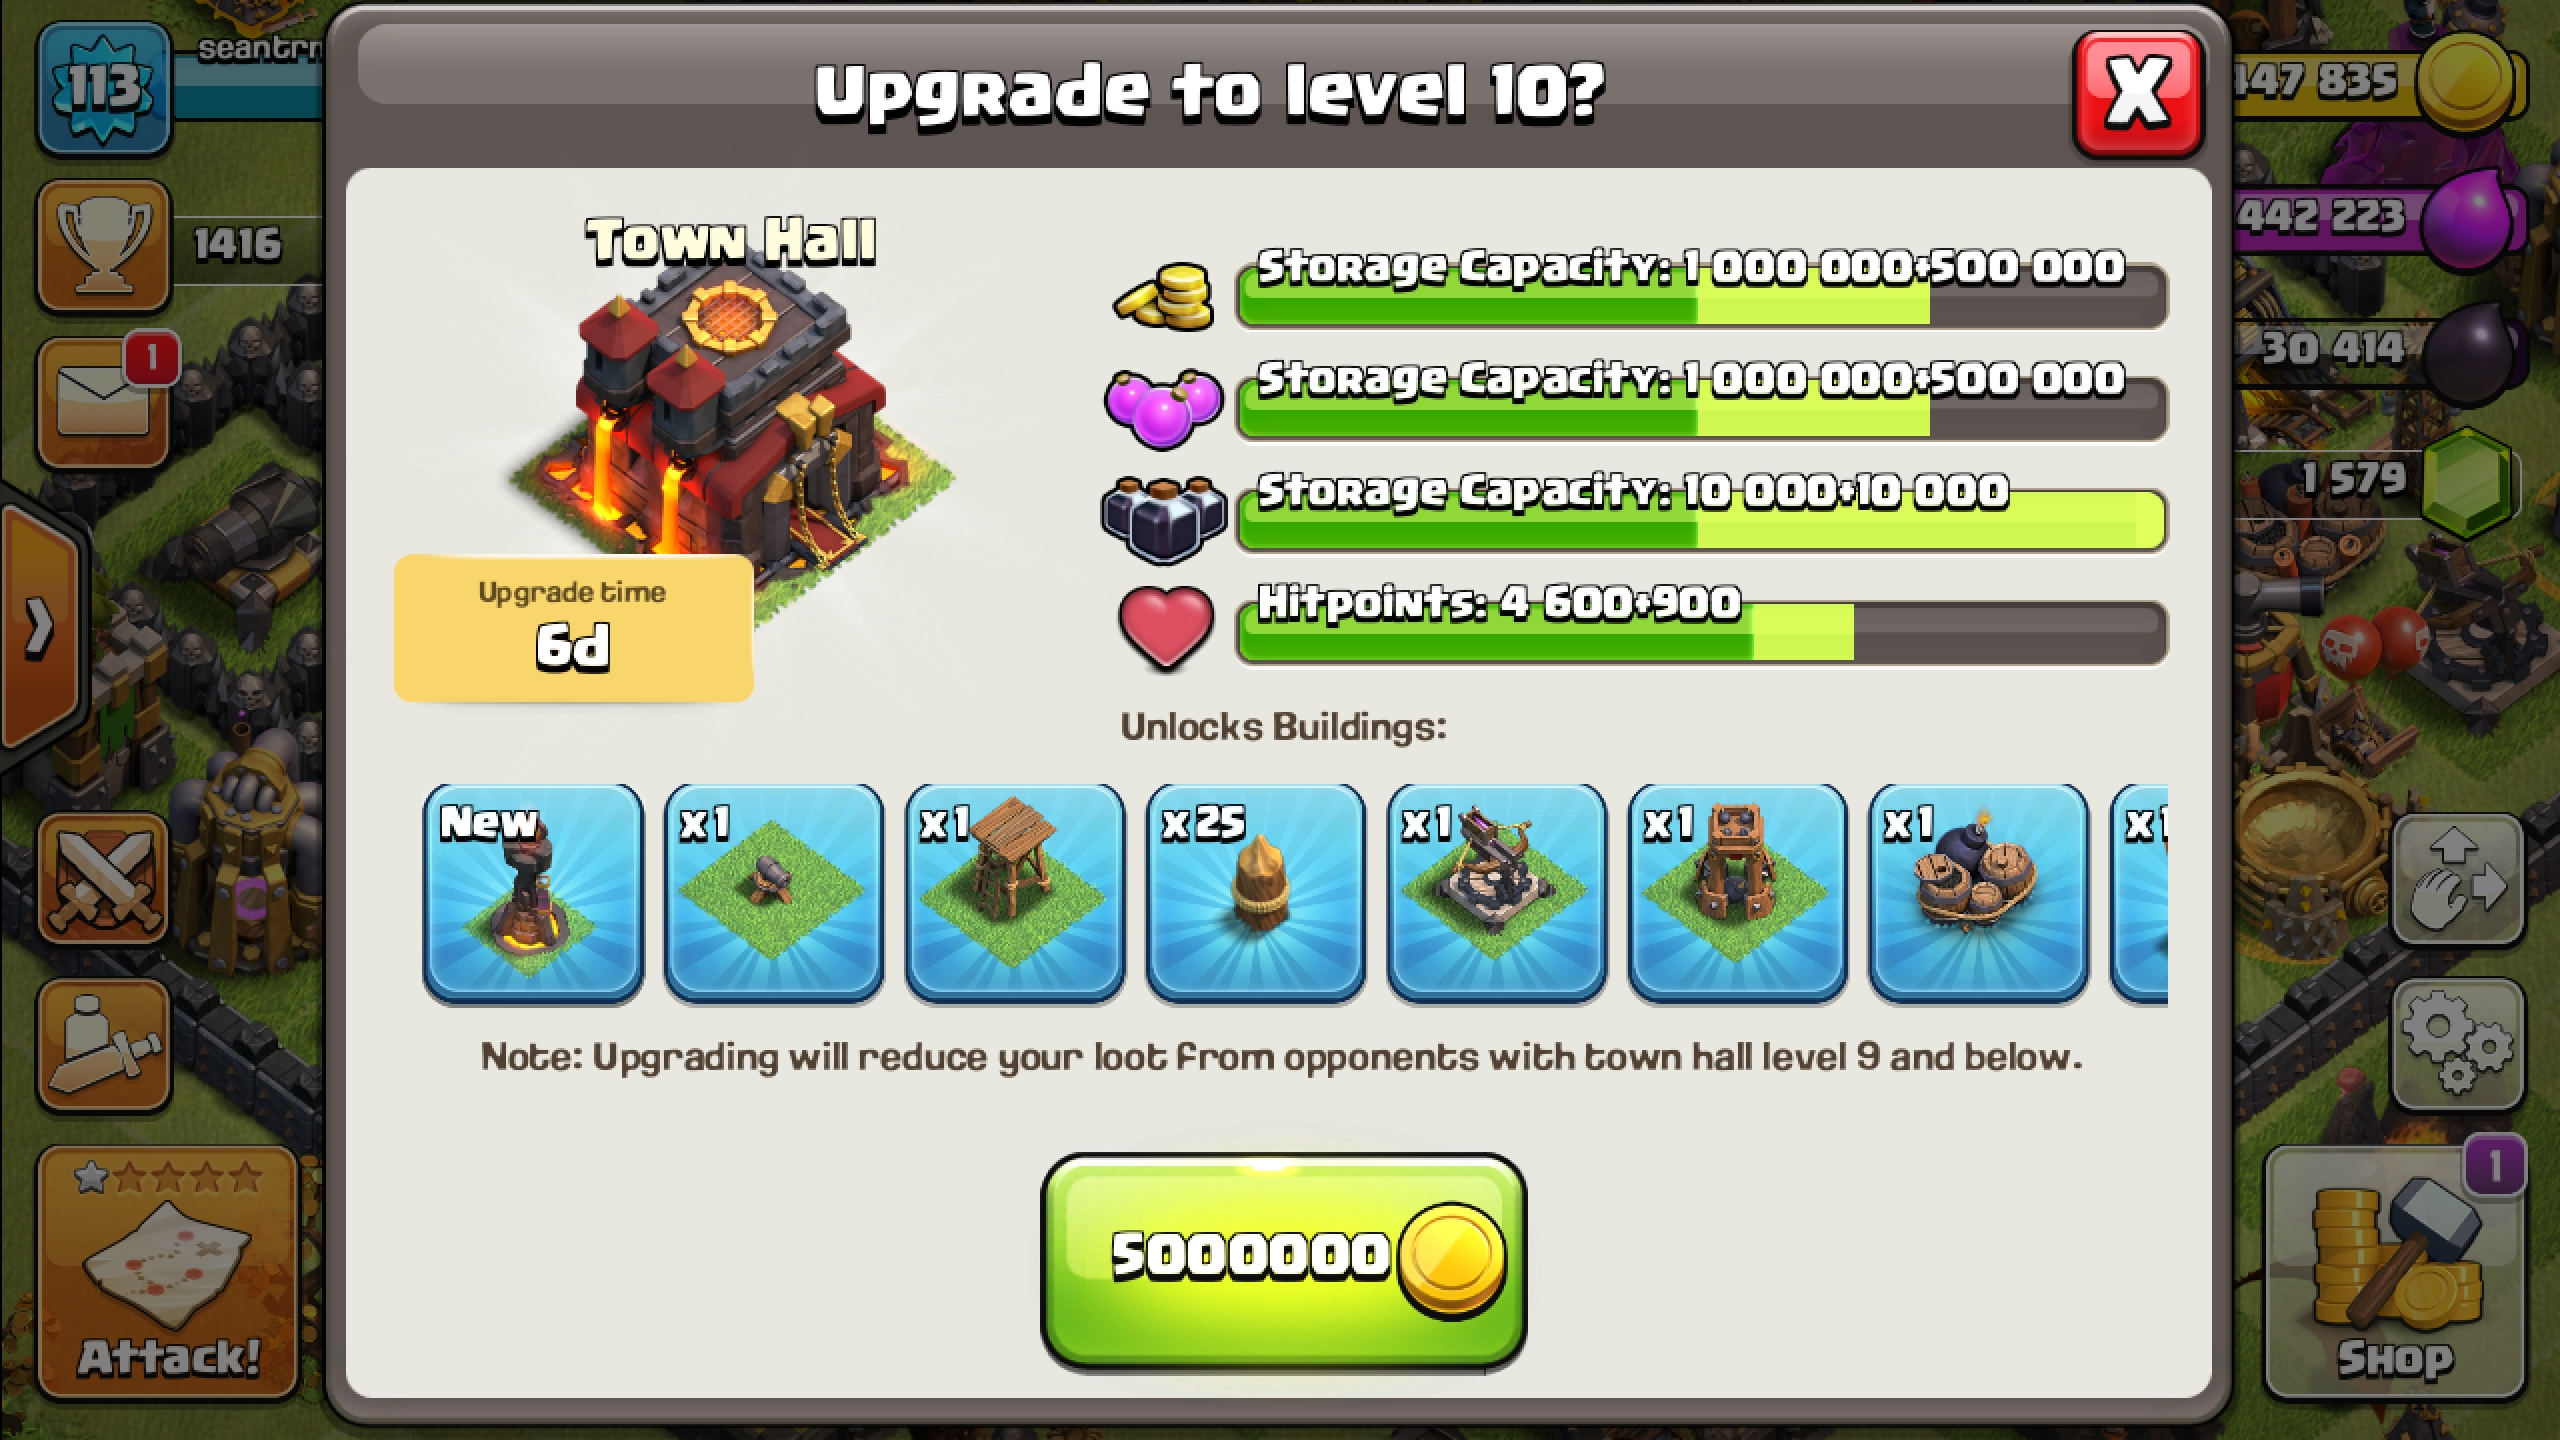 Upgrade to level 10?
X
113
1416
1
30 414
1 579
Town Hall
Upgrade time
6d
Storage Capacity: 1 000 000+500 000
Storage Capacity: 1 000 000+500 000
Storage Capacity: 10 000+10 000
Hitpoints: 4 600+900
Unlocks Buildings:
New
x1
x1
x25
x1
x1
x1
x1
Note: Upgrading will reduce your loot from opponents with town hall level 9 and below.
5000000
Attack!
1
Shop